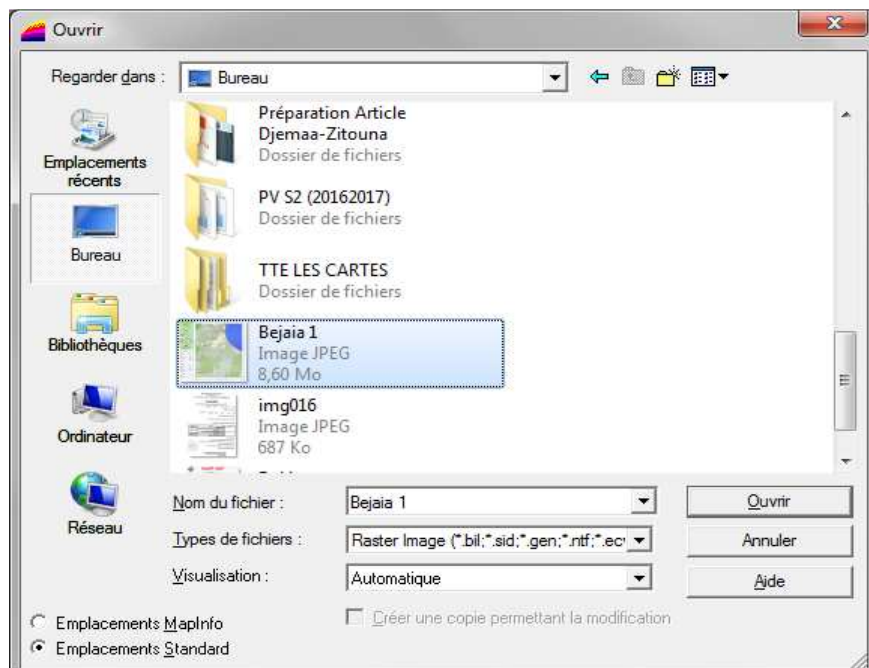 Ouvrir
Regarder dans :
Bureau
Emplacements
récents
Bureau
Bibliothèques
Ordinateur
Réseau
Préparation Article
Djemaa-Zitouna
Dossier de fichiers
PV S2 (20162017)
Dossier de fichiers
TTE LES CARTES
Dossier de fichiers
Bejaia 1
Image JPEG
8,60 Mo
img016
Image JPEG
687 Ko
Nom du fichier :
Bejaia 1
Ouvrir
Types de fichiers :
Raster Image (*.bil;*.sid;*.gen;*.ntf;*.ec
Annuler
Visualisation :
Automatique
Aide
Créer une copie permettant la modification
Emplacements MapInfo
Emplacements Standard